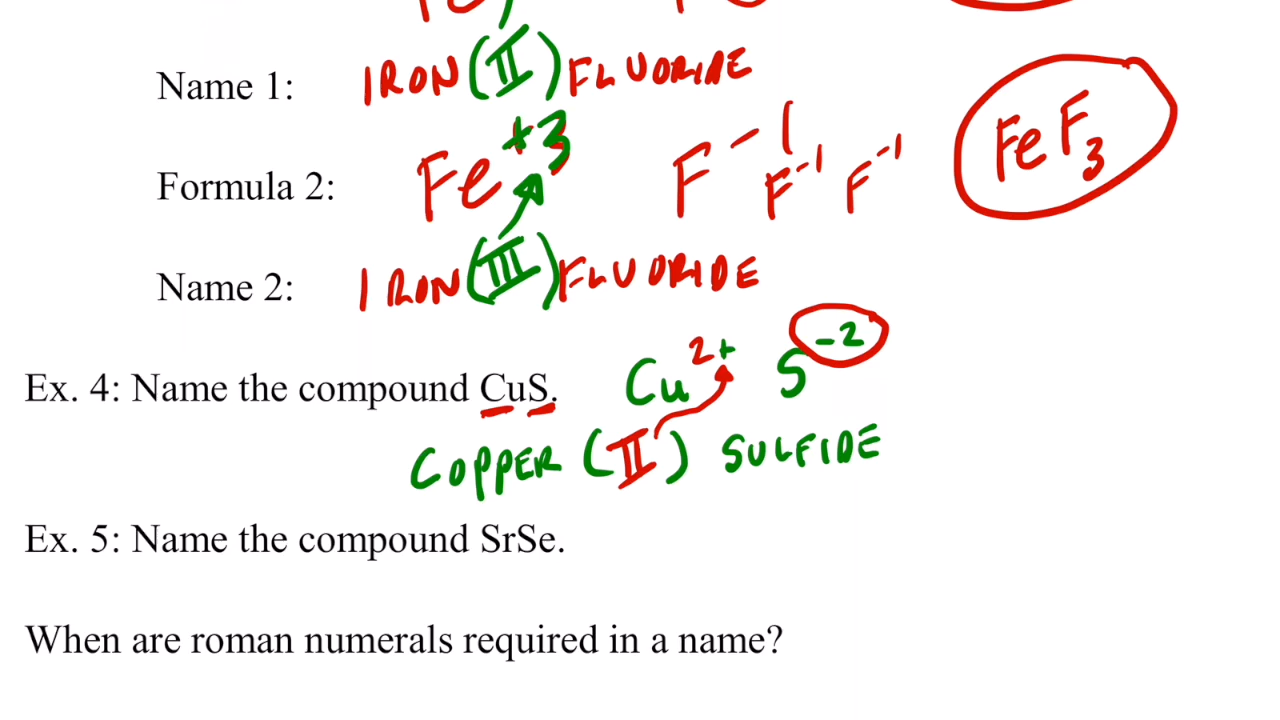 Name 1: IRON (II) FLUORIDE
Formula 2: Fe+3 F-1 F-1 F-1 FeF3
Name 2: IRON (III) FLUORIDE
Ex. 4: Name the compound CuS. Cu2+ S-2
COPPER (II) SULFIDE
Ex. 5: Name the compound SrSe.
When are roman numerals required in a name?